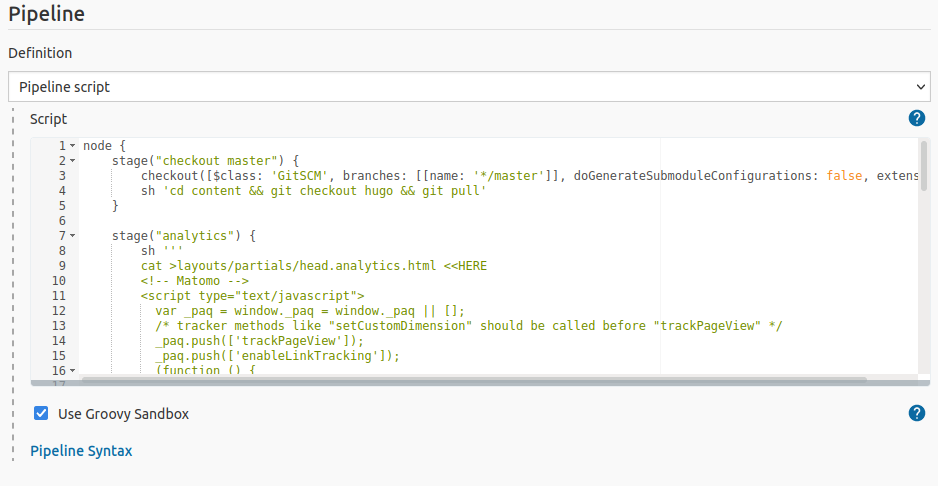 Pipeline
Definition
Pipeline script
Script
?
1 node {
2 stage("checkout master") {
3 checkout([$class: 'GitSCM', branches: [[name: '*/master']], doGenerateSubmoduleConfigurations: false, extens
4 sh 'cd content && git checkout hugo && git pull'
5 }
6
7 stage("analytics") {
8 sh '''
9 cat >layouts/partials/head.analytics.html <<HERE
10 <!-- Matomo -->
11 <script type="text/javascript">
12 var _paq = window._paq = window._paq || [];
13 /* tracker methods like "setCustomDimension" should be called before "trackPageView" */
14 _paq.push(['trackPageView']);
15 _paq.push(['enableLinkTracking']);
16 (function () {
17
Use Groovy Sandbox
?
Pipeline Syntax